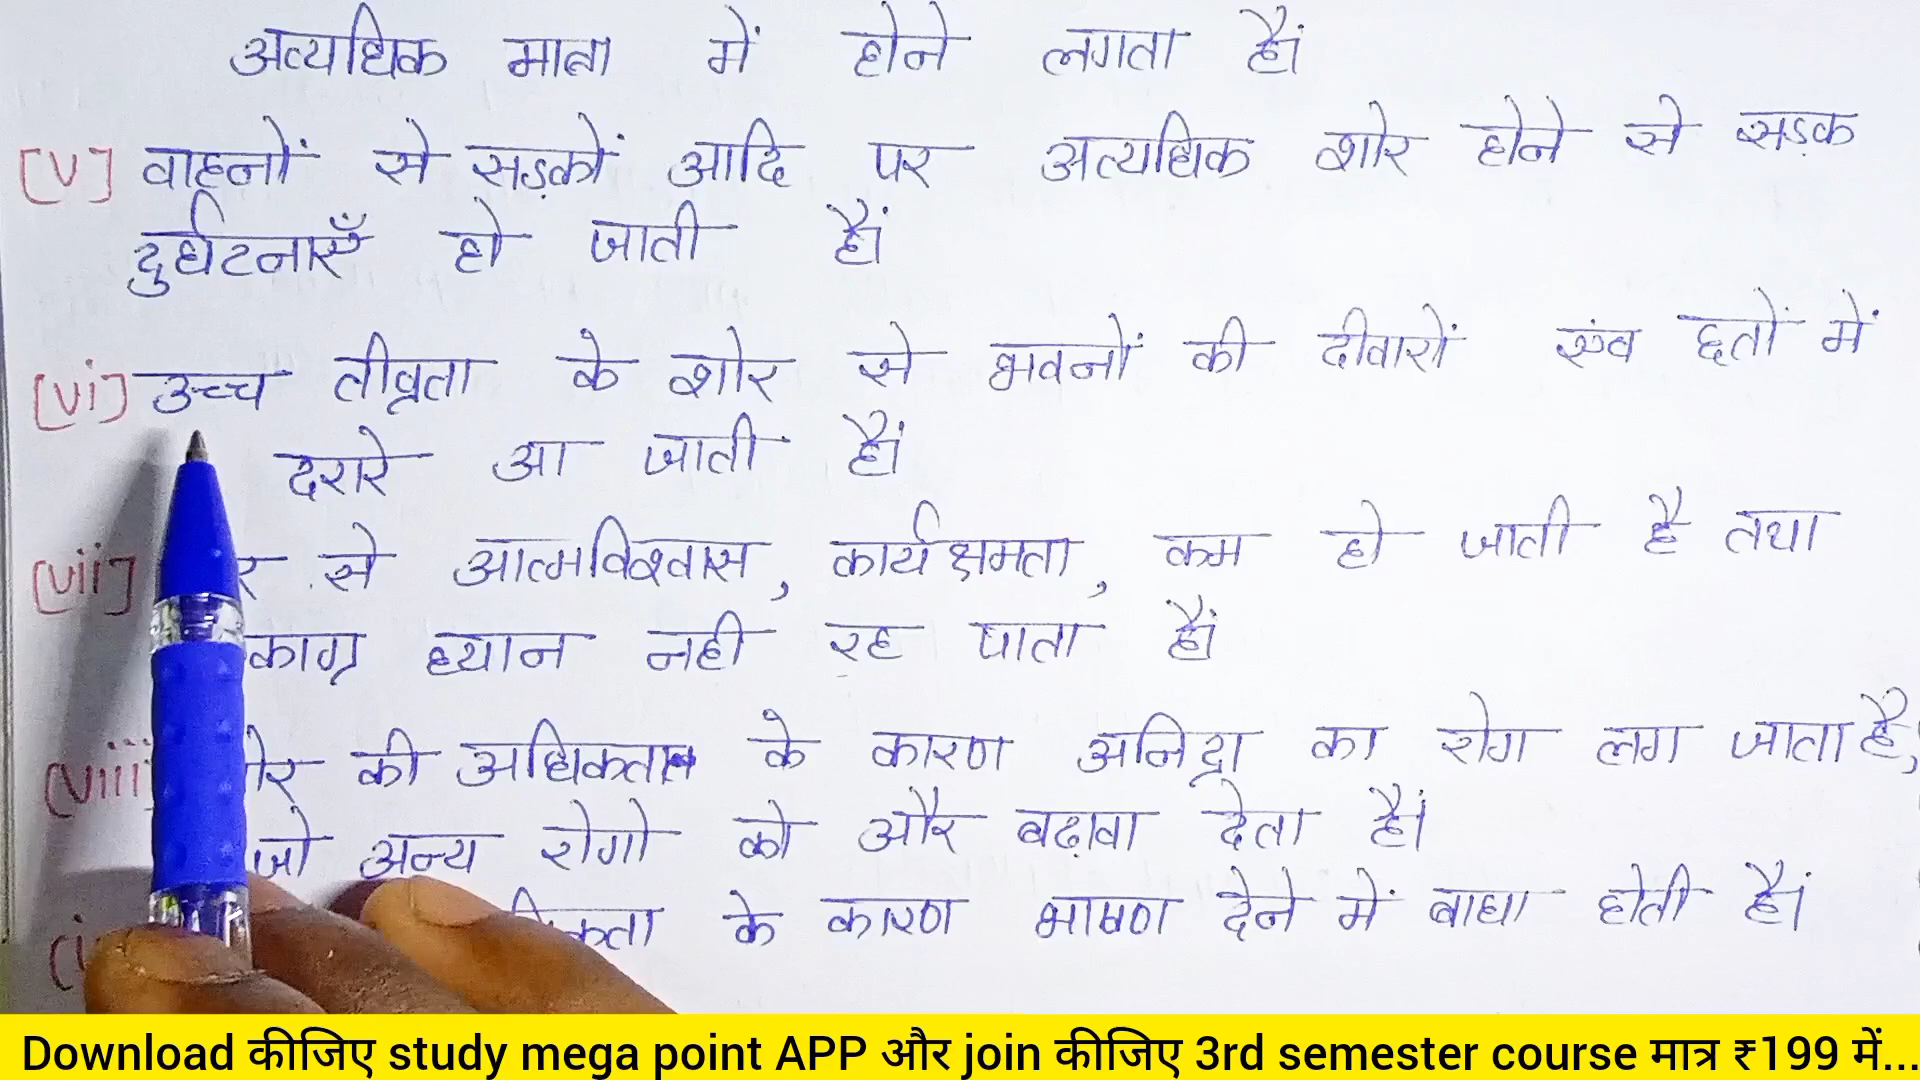 अत्यधिक मात्रा में होने लगता है।
[v] वाहनों से सड़कों आदि पर अत्यधिक शोर होने से सड़क
दुर्घटनाएँ हो जाती है।
[vi] उच्च तीव्रता के शोर से भवनों की दीवारों एंव छतों में
दरारे आ जाती है।
[vii] से आत्मविश्वास, कार्यक्षमता, कम हो जाती है तथा
काग्र ध्यान नही रह पाता है।
(viii) की अधिकता के कारण अनिद्रा का रोग लग जाता है,
जो अन्य रोगो को और बढ़ावा देता है।
के कारण भाषण देने में बाधा होती है।
Download कीजिए study mega point APP और join कीजिए 3rd semester course मात्र ₹199 में...